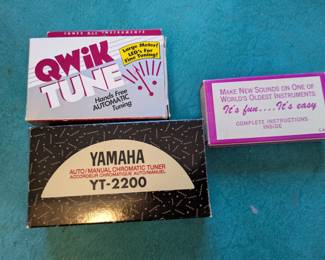 TUNES ALL INSTRUMENTS
QWIK
TUNE
Large Meter/
LED's For
Fine Tuning!
Hands Free
AUTOMATIC
Tuning
MAKE NEW SOUNDS ON ONE OF
WORLD'S OLDEST INSTRUMENTS
It's fun....It's easy
COMPLETE INSTRUCTIONS
INSIDE
YAMAHA
AUTO/MANUAL CHROMATIC TUNER
ACCORDEUR CHROMATIQUE AUTO/MANUEL
YT-2200